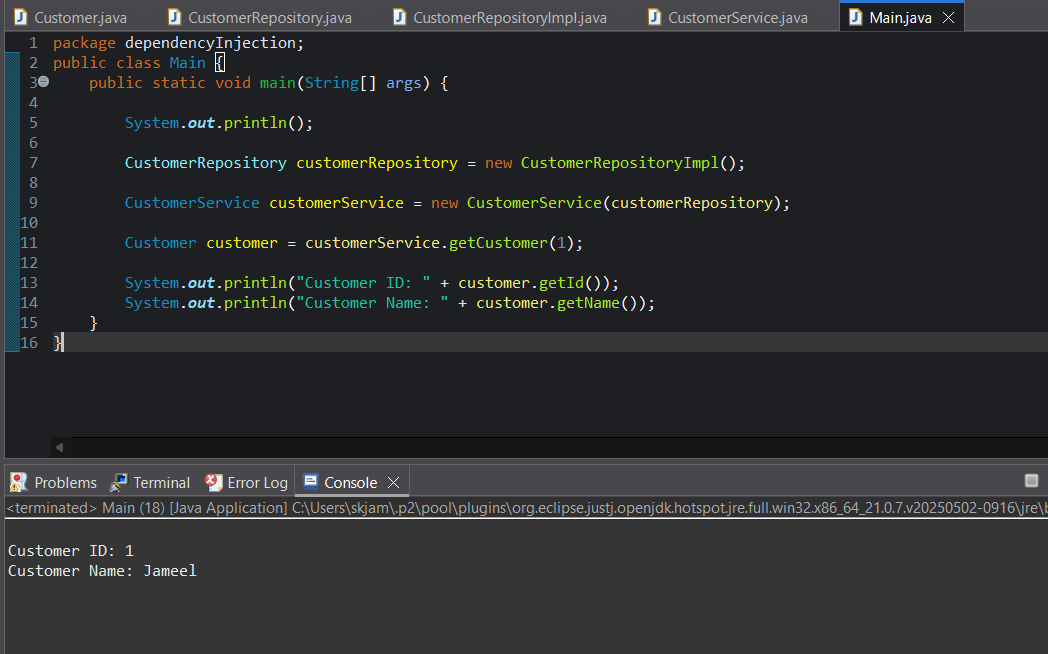 Customer.java CustomerRepository.java CustomerRepositoryImpl.java CustomerService.java Main.java
1 package dependencyInjection;
2 public class Main {
3 public static void main(String[] args) {
4
5 System.out.println();
6
7 CustomerRepository customerRepository = new CustomerRepositoryImpl();
8
9 CustomerService customerService = new CustomerService(customerRepository);
10
11 Customer customer = customerService.getCustomer(1);
12
13 System.out.println("Customer ID: " + customer.getId());
14 System.out.println("Customer Name: " + customer.getName());
15 }
16 }
Problems Terminal Error Log Console
<terminated> Main (18) [Java Application] C:\Users\skjam\.p2\pool\plugins\org.eclipse.justj.openjdk.hotspot.jre.full.win32.x86_64_21.0.7.v20250502-0916\jre\
Customer ID: 1
Customer Name: Jameel